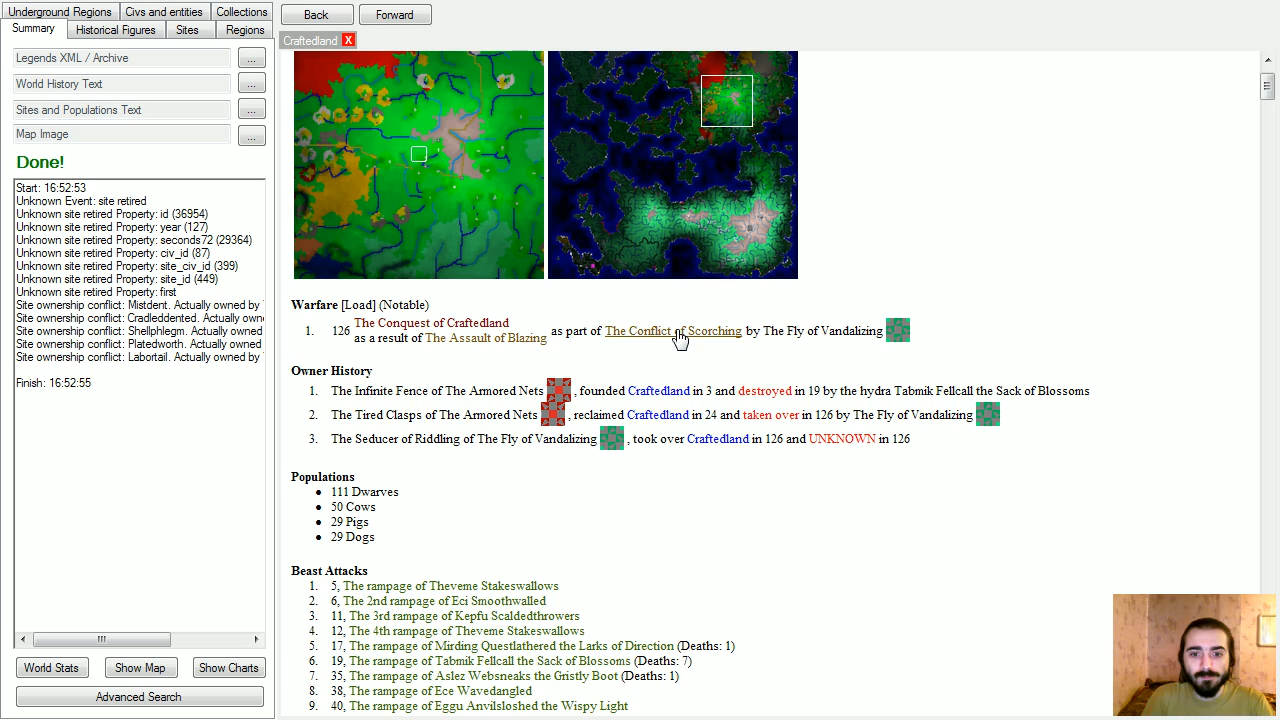 Underground Regions Civs and entities Collections
Summary Historical Figures Sites Regions
Back Forward
Craftedland X
Legends XML / Archive ...
World History Text ...
Sites and Populations Text ...
Map Image ...
Done!
Start: 16:52:53
Unknown Event: site retired
Unknown site retired Property: id (36954)
Unknown site retired Property: year (127)
Unknown site retired Property: seconds72 (29364)
Unknown site retired Property: civ_id (87)
Unknown site retired Property: site_civ_id (399)
Unknown site retired Property: site_id (449)
Unknown site retired Property: first
Site ownership conflict: Mistdent. Actually owned by
Site ownership conflict: Cradledented. Actually own
Site ownership conflict: Shellphlegm. Actually owned
Site ownership conflict: Platedworth. Actually owned
Site ownership conflict: Labortail. Actually owned by
Finish: 16:52:55
World Stats Show Map Show Charts
Advanced Search
Warfare [Load] (Notable)
1. 126 The Conquest of Craftedland
as a result of The Assault of Blazing as part of The Conflict of Scorching by The Fly of Vandalizing
Owner History
1. The Infinite Fence of The Armored Nets , founded Craftedland in 3 and destroyed in 19 by the hydra Tabmik Fellcall the Sack of Blossoms
2. The Tired Clasps of The Armored Nets , reclaimed Craftedland in 24 and taken over in 126 by The Fly of Vandalizing
3. The Seducer of Riddling of The Fly of Vandalizing , took over Craftedland in 126 and UNKNOWN in 126
Populations
• 111 Dwarves
• 50 Cows
• 29 Pigs
• 29 Dogs
Beast Attacks
1. 5, The rampage of Theveme Stakeswallows
2. 6, The 2nd rampage of Eci Smoothwalled
3. 11, The 3rd rampage of Kepfu Scaldedthrowers
4. 12, The 4th rampage of Theveme Stakeswallows
5. 17, The rampage of Mirding Questlathered the Larks of Direction (Deaths: 1)
6. 19, The rampage of Tabmik Fellcall the Sack of Blossoms (Deaths: 7)
7. 35, The rampage of Aslez Websneaks the Gristly Boot (Deaths: 1)
8. 38, The rampage of Ece Wavedangled
9. 40, The rampage of Eggu Anvilsloshed the Wispy Light